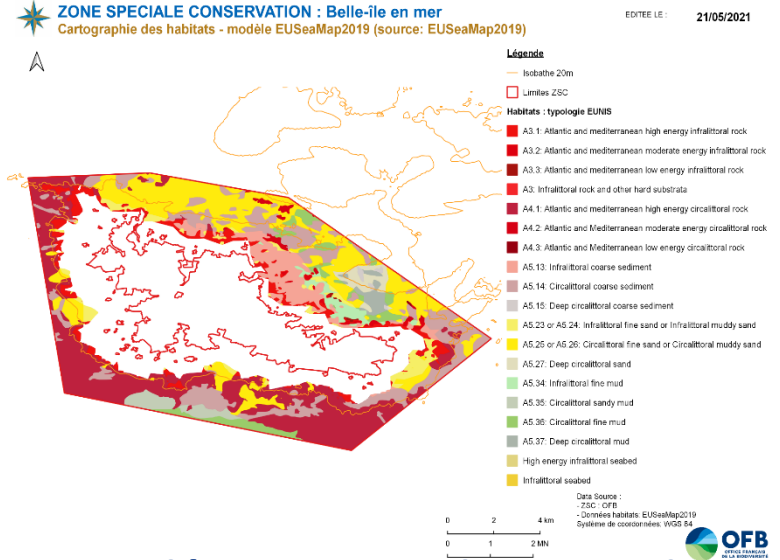 ZONE SPECIALE CONSERVATION : Belle-île en mer
Cartographie des habitats - modèle EUSeaMap2019 (source: EUSeaMap2019)
EDITEE LE :
21/05/2021
Légende
Isobathe 20m
Limites ZSC
Habitats : typologie EUNIS
A3.1: Atlantic and mediterranean high energy infralittoral rock
A3.2: Atlantic and mediterranean moderate energy infralittoral rock
A3.3: Atlantic and mediterranean low energy infralittoral rock
A3: Infralittoral rock and other hard substrata
A4.1: Atlantic and mediterranean high energy circalittoral rock
A4.2: Atlantic and Mediterranean moderate energy circalittoral rock
A4.3: Atlantic and Mediterranean low energy circalittoral rock
A5.13: Infralittoral coarse sediment
A5.14: Circalittoral coarse sediment
A5.15: Deep circalittoral coarse sediment
A5.23 or A5.24: Infralittoral fine sand or Infralittoral muddy sand
A5.25 or A5.26: Circalittoral fine sand or Circalittoral muddy sand
A5.27: Deep circalittoral sand
A5.34: Infralittoral fine mud
A5.35: Circalittoral sandy mud
A5.36: Circalittoral fine mud
A5.37: Deep circalittoral mud
High energy infralittoral seabed
Infralittoral seabed
Data Source :
- ZSC : OFB
- Données habitats: EUSeaMap2019
Système de coordonnées: WGS 84
0 2 4 km
0 1 2 MN
OFB
OFFICE FRANÇAIS
DE LA BIODIVERSITÉ